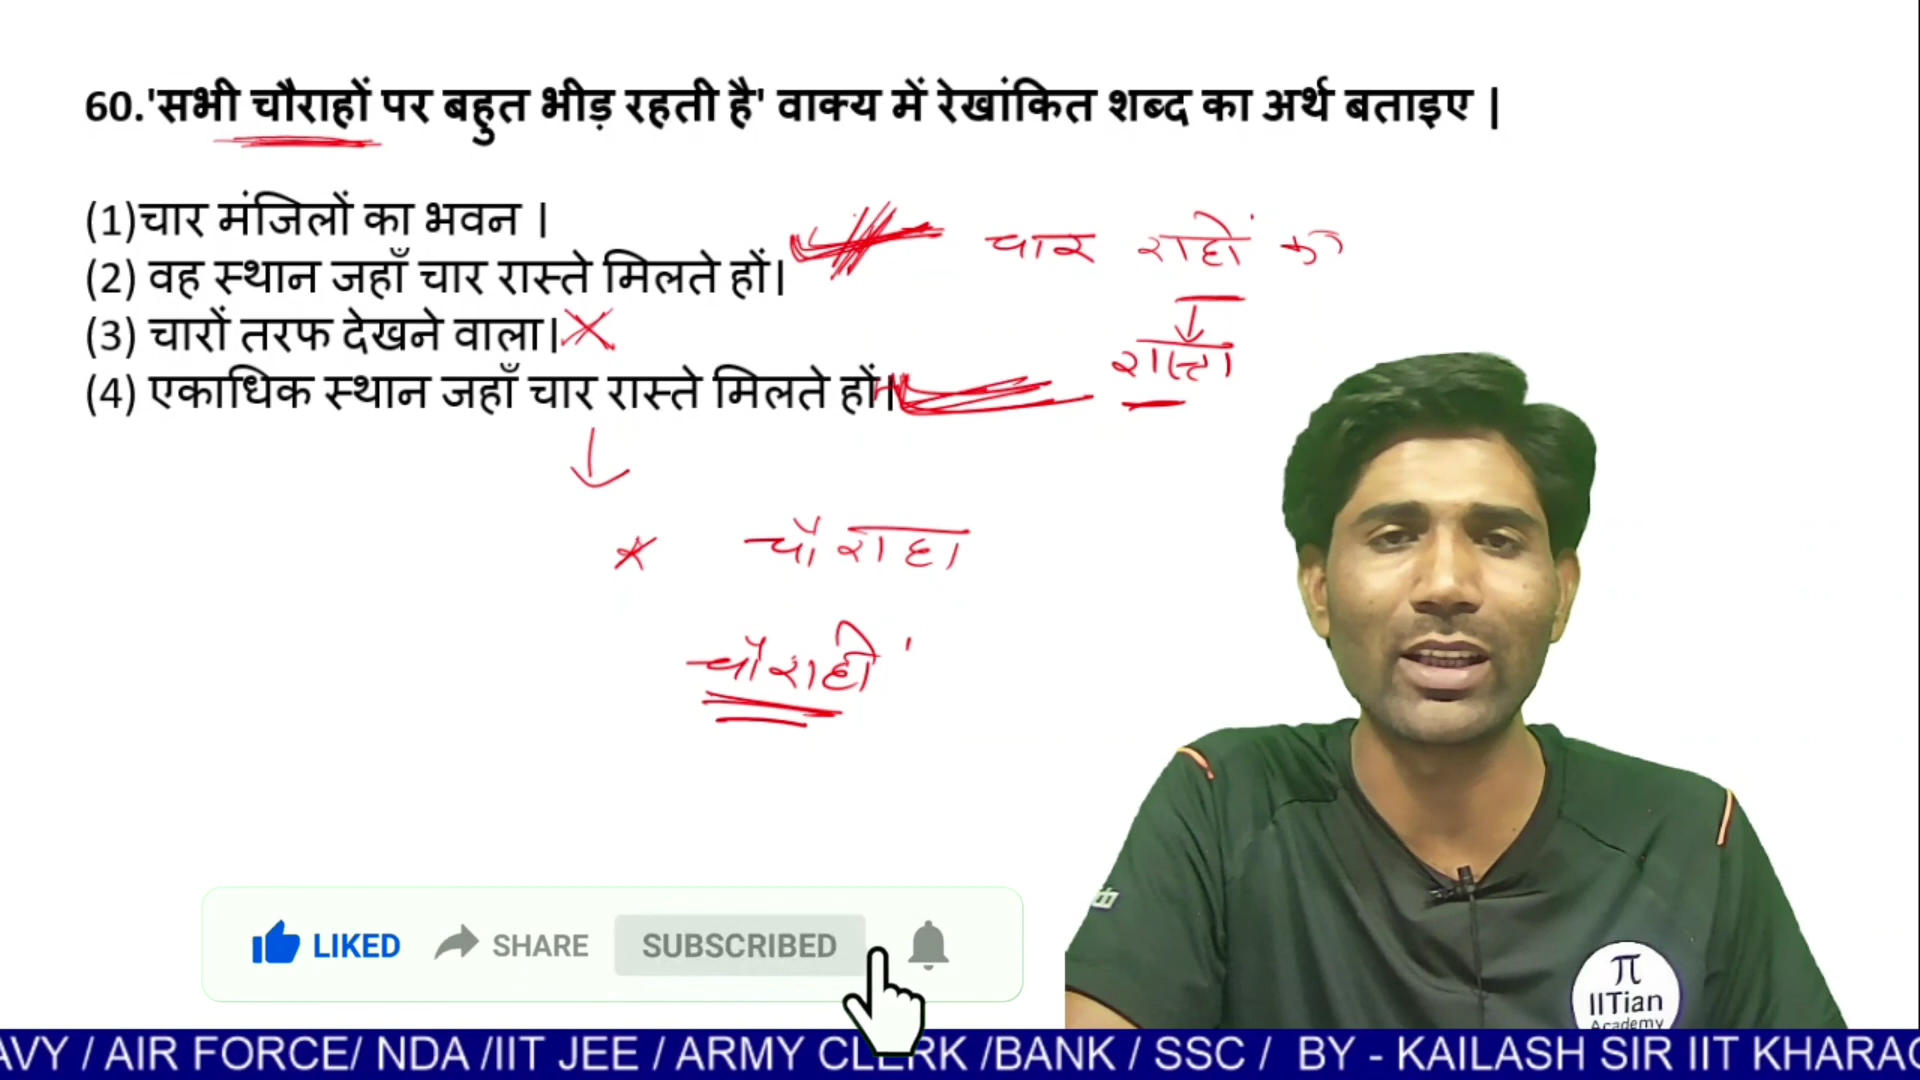 60.'सभी चौराहों पर बहुत भीड़ रहती है' वाक्य में रेखांकित शब्द का अर्थ बताइए |
(1)चार मंजिलों का भवन |
(2) वह स्थान जहाँ चार रास्ते मिलते हों|
चार राहों
(3) चारों तरफ देखने वाला|
(4) एकाधिक स्थान जहाँ चार रास्ते मिलते हों|
रास्ता
चौराहा
चौराहों
LIKED SHARE SUBSCRIBED
π
IITian
Academy
AVY / AIR FORCE/ NDA /IIT JEE / ARMY CLERK /BANK / SSC / BY - KAILASH SIR IIT KHARAG